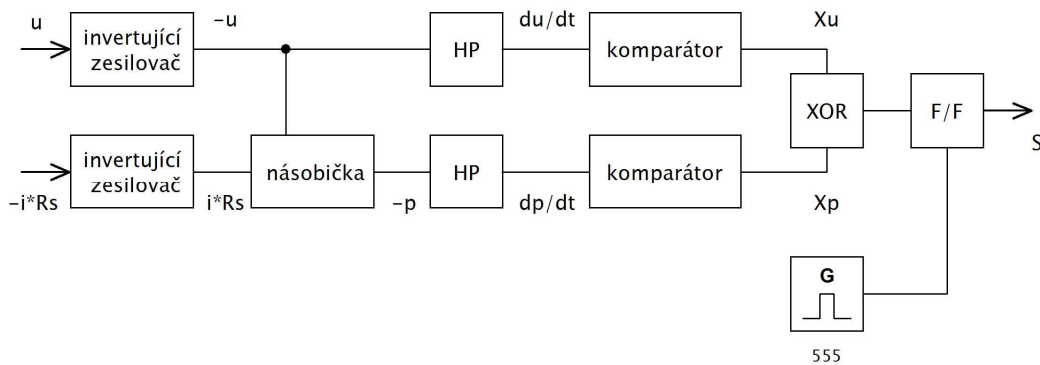 u
invertující
zesilovač
-u
HP
du/dt
komparátor
Xu
XOR
F/F
S
-i*Rs
invertující
zesilovač
i*Rs
násobička
-p
HP
dp/dt
komparátor
Xp
G
555